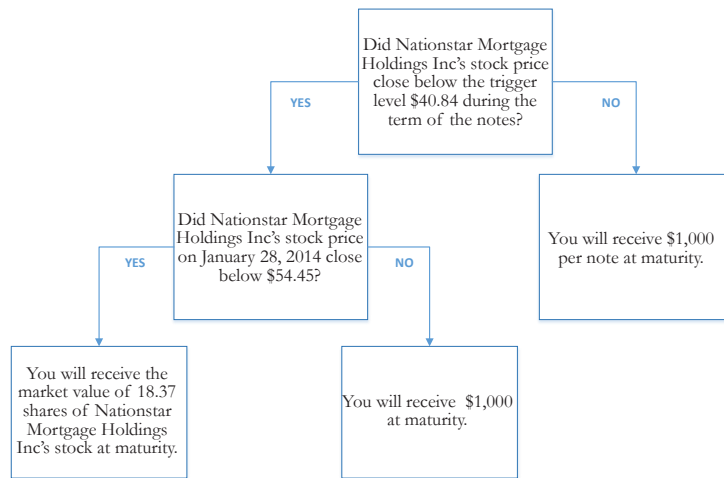 Did Nationstar Mortgage
Holdings Inc's stock price
close below the trigger
level $40.84 during the
term of the notes?
YES
NO
Did Nationstar Mortgage
Holdings Inc's stock price
on January 28, 2014 close
below $54.45?
You will receive $1,000
per note at maturity.
YES
NO
You will receive the
market value of 18.37
shares of Nationstar
Mortgage Holdings
Inc's stock at maturity.
You will receive $1,000
at maturity.